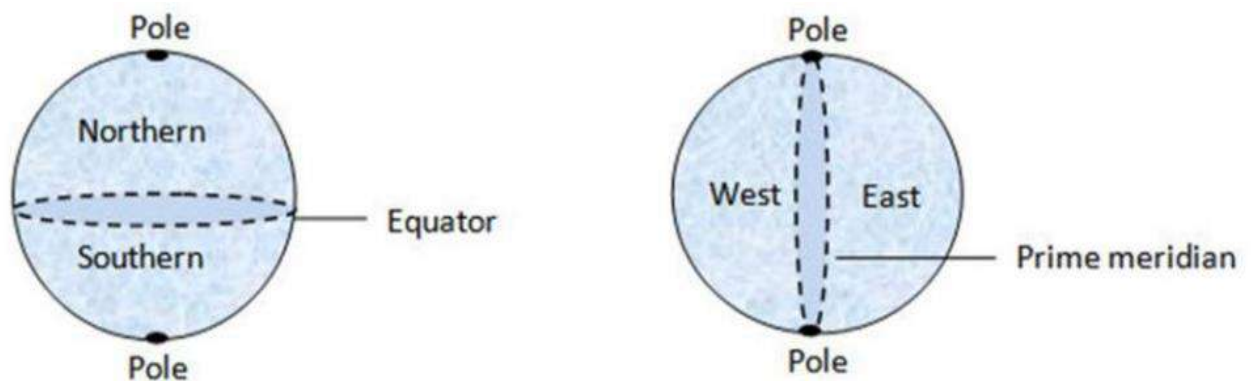 Pole
Northern
Equator
Southern
Pole
Pole
West
East
Prime meridian
Pole